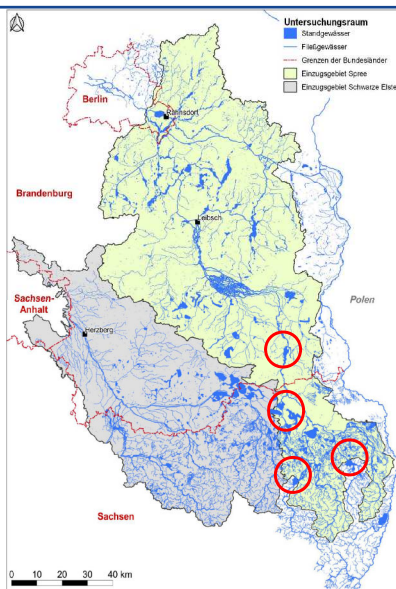 Untersuchungsraum
Standgewässer
Fließgewässer
Grenzen der Bundesländer
Einzugsgebiet Spree
Einzugsgebiet Schwarze Elster
Berlin
Rahnsdorf
Brandenburg
Leibsch
Polen
Sachsen-
Anhalt
Herzberg
Sachsen
0 10 20 30 40 km